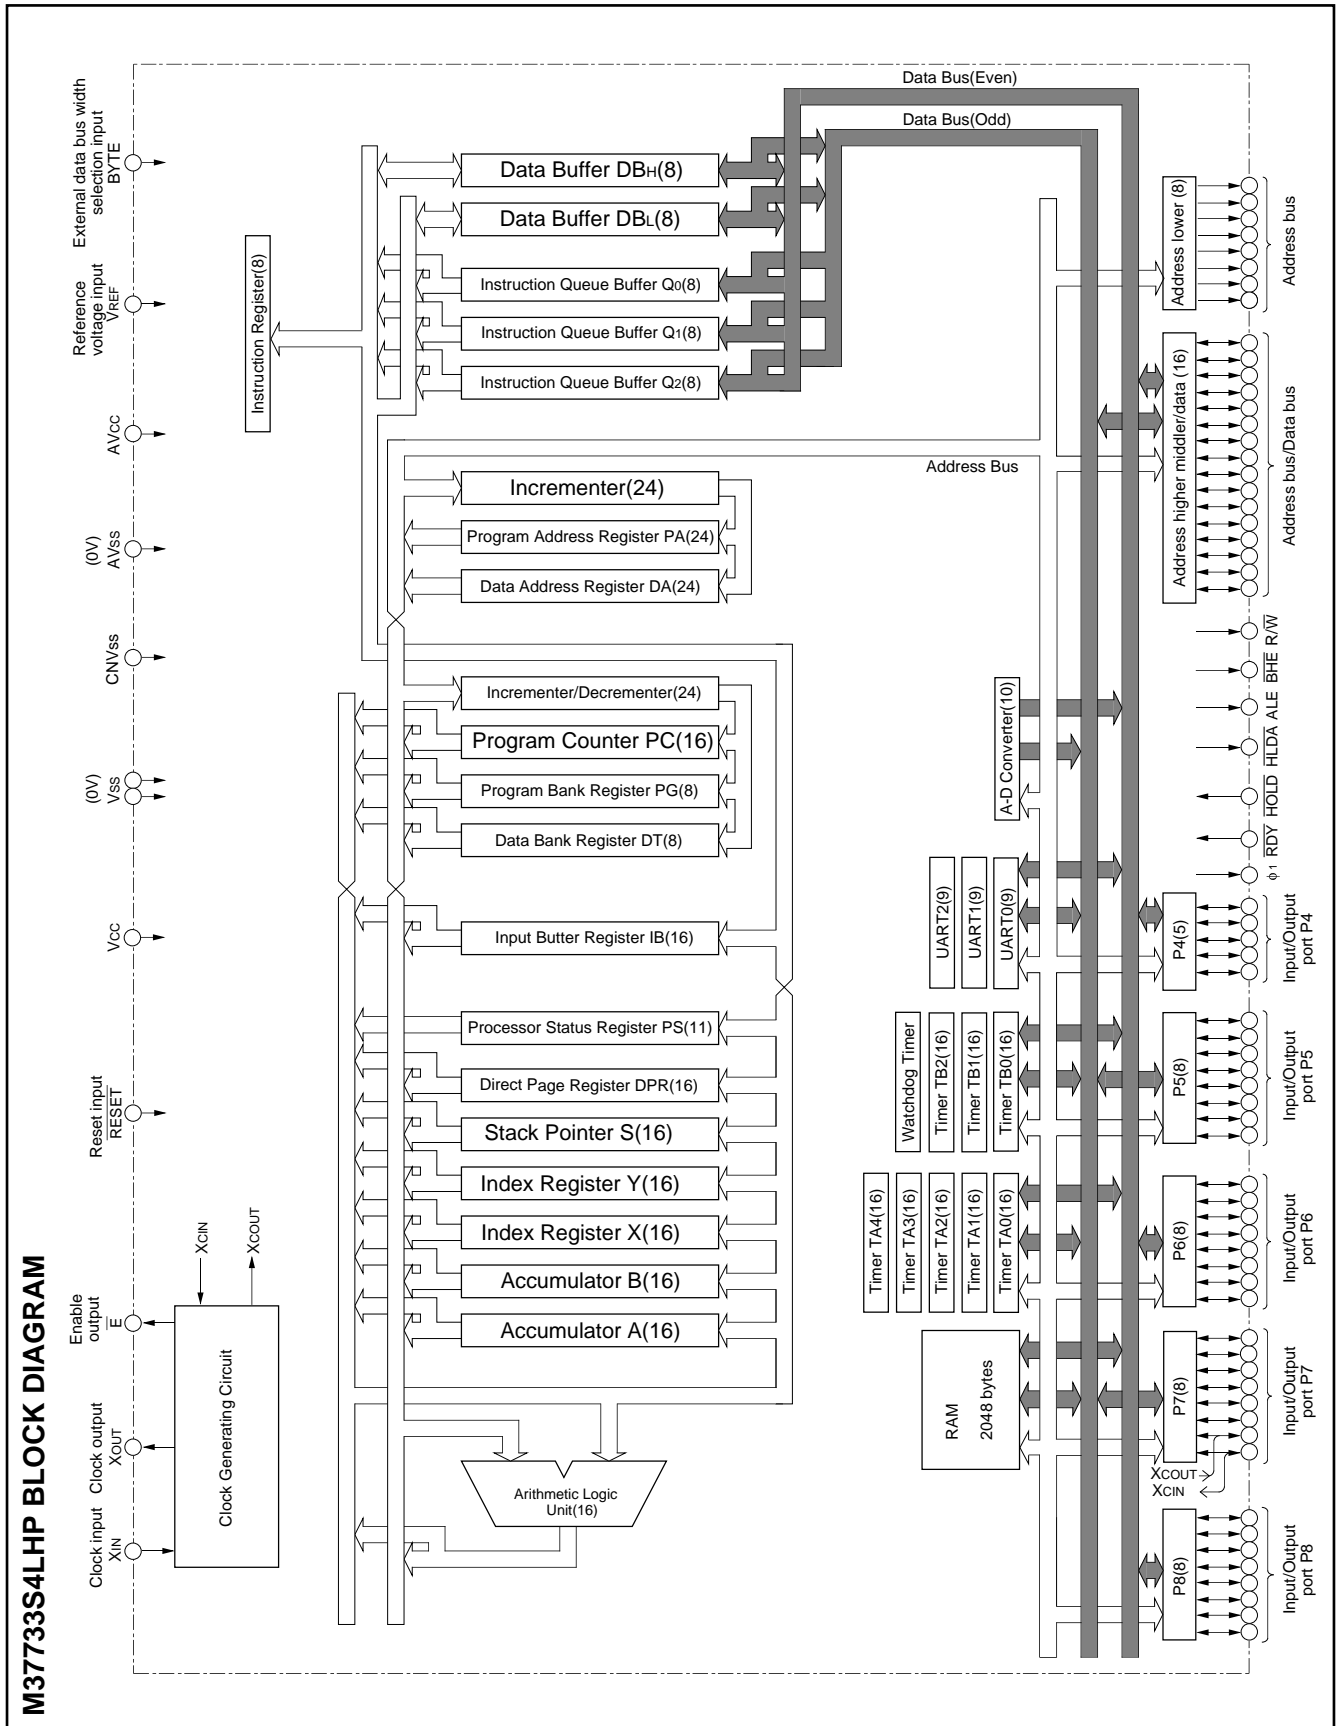 M37733S4LHP BLOCK DIAGRAM
External data bus width
selection input
BYTE
Reference
voltage input
VREF
AVCC
(0V)
AVSS
CNVSS
(0V)
VSS
VCC
Reset input
RESET
Enable
output
E
Clock output
XOUT
Clock input
XIN
XCIN
XCOUT
Clock Generating Circuit
Instruction Register(8)
Data Bus(Even)
Data Bus(Odd)
Data Buffer DBH(8)
Data Buffer DBL(8)
Instruction Queue Buffer Q0(8)
Instruction Queue Buffer Q1(8)
Instruction Queue Buffer Q2(8)
Address Bus
Incrementer(24)
Program Address Register PA(24)
Data Address Register DA(24)
Incrementer/Decrementer(24)
Program Counter PC(16)
Program Bank Register PG(8)
Data Bank Register DT(8)
Input Butter Register IB(16)
Processor Status Register PS(11)
Direct Page Register DPR(16)
Stack Pointer S(16)
Index Register Y(16)
Index Register X(16)
Accumulator B(16)
Accumulator A(16)
Arithmetic Logic
Unit(16)
A-D Converter(10)
UART2(9)
UART1(9)
UART0(9)
Watchdog Timer
Timer TB2(16)
Timer TB1(16)
Timer TB0(16)
Timer TA4(16)
Timer TA3(16)
Timer TA2(16)
Timer TA1(16)
Timer TA0(16)
RAM
2048 bytes
Address lower (8)
Address bus
Address higher middler/data (16)
Address bus/Data bus
R/W
BHE
ALE
HLDA
HOLD
RDY
ϕ1
P4(5)
Input/Output
port P4
P5(8)
Input/Output
port P5
P6(8)
Input/Output
port P6
P7(8)
Input/Output
port P7
XCOUT
XCIN
P8(8)
Input/Output
port P8